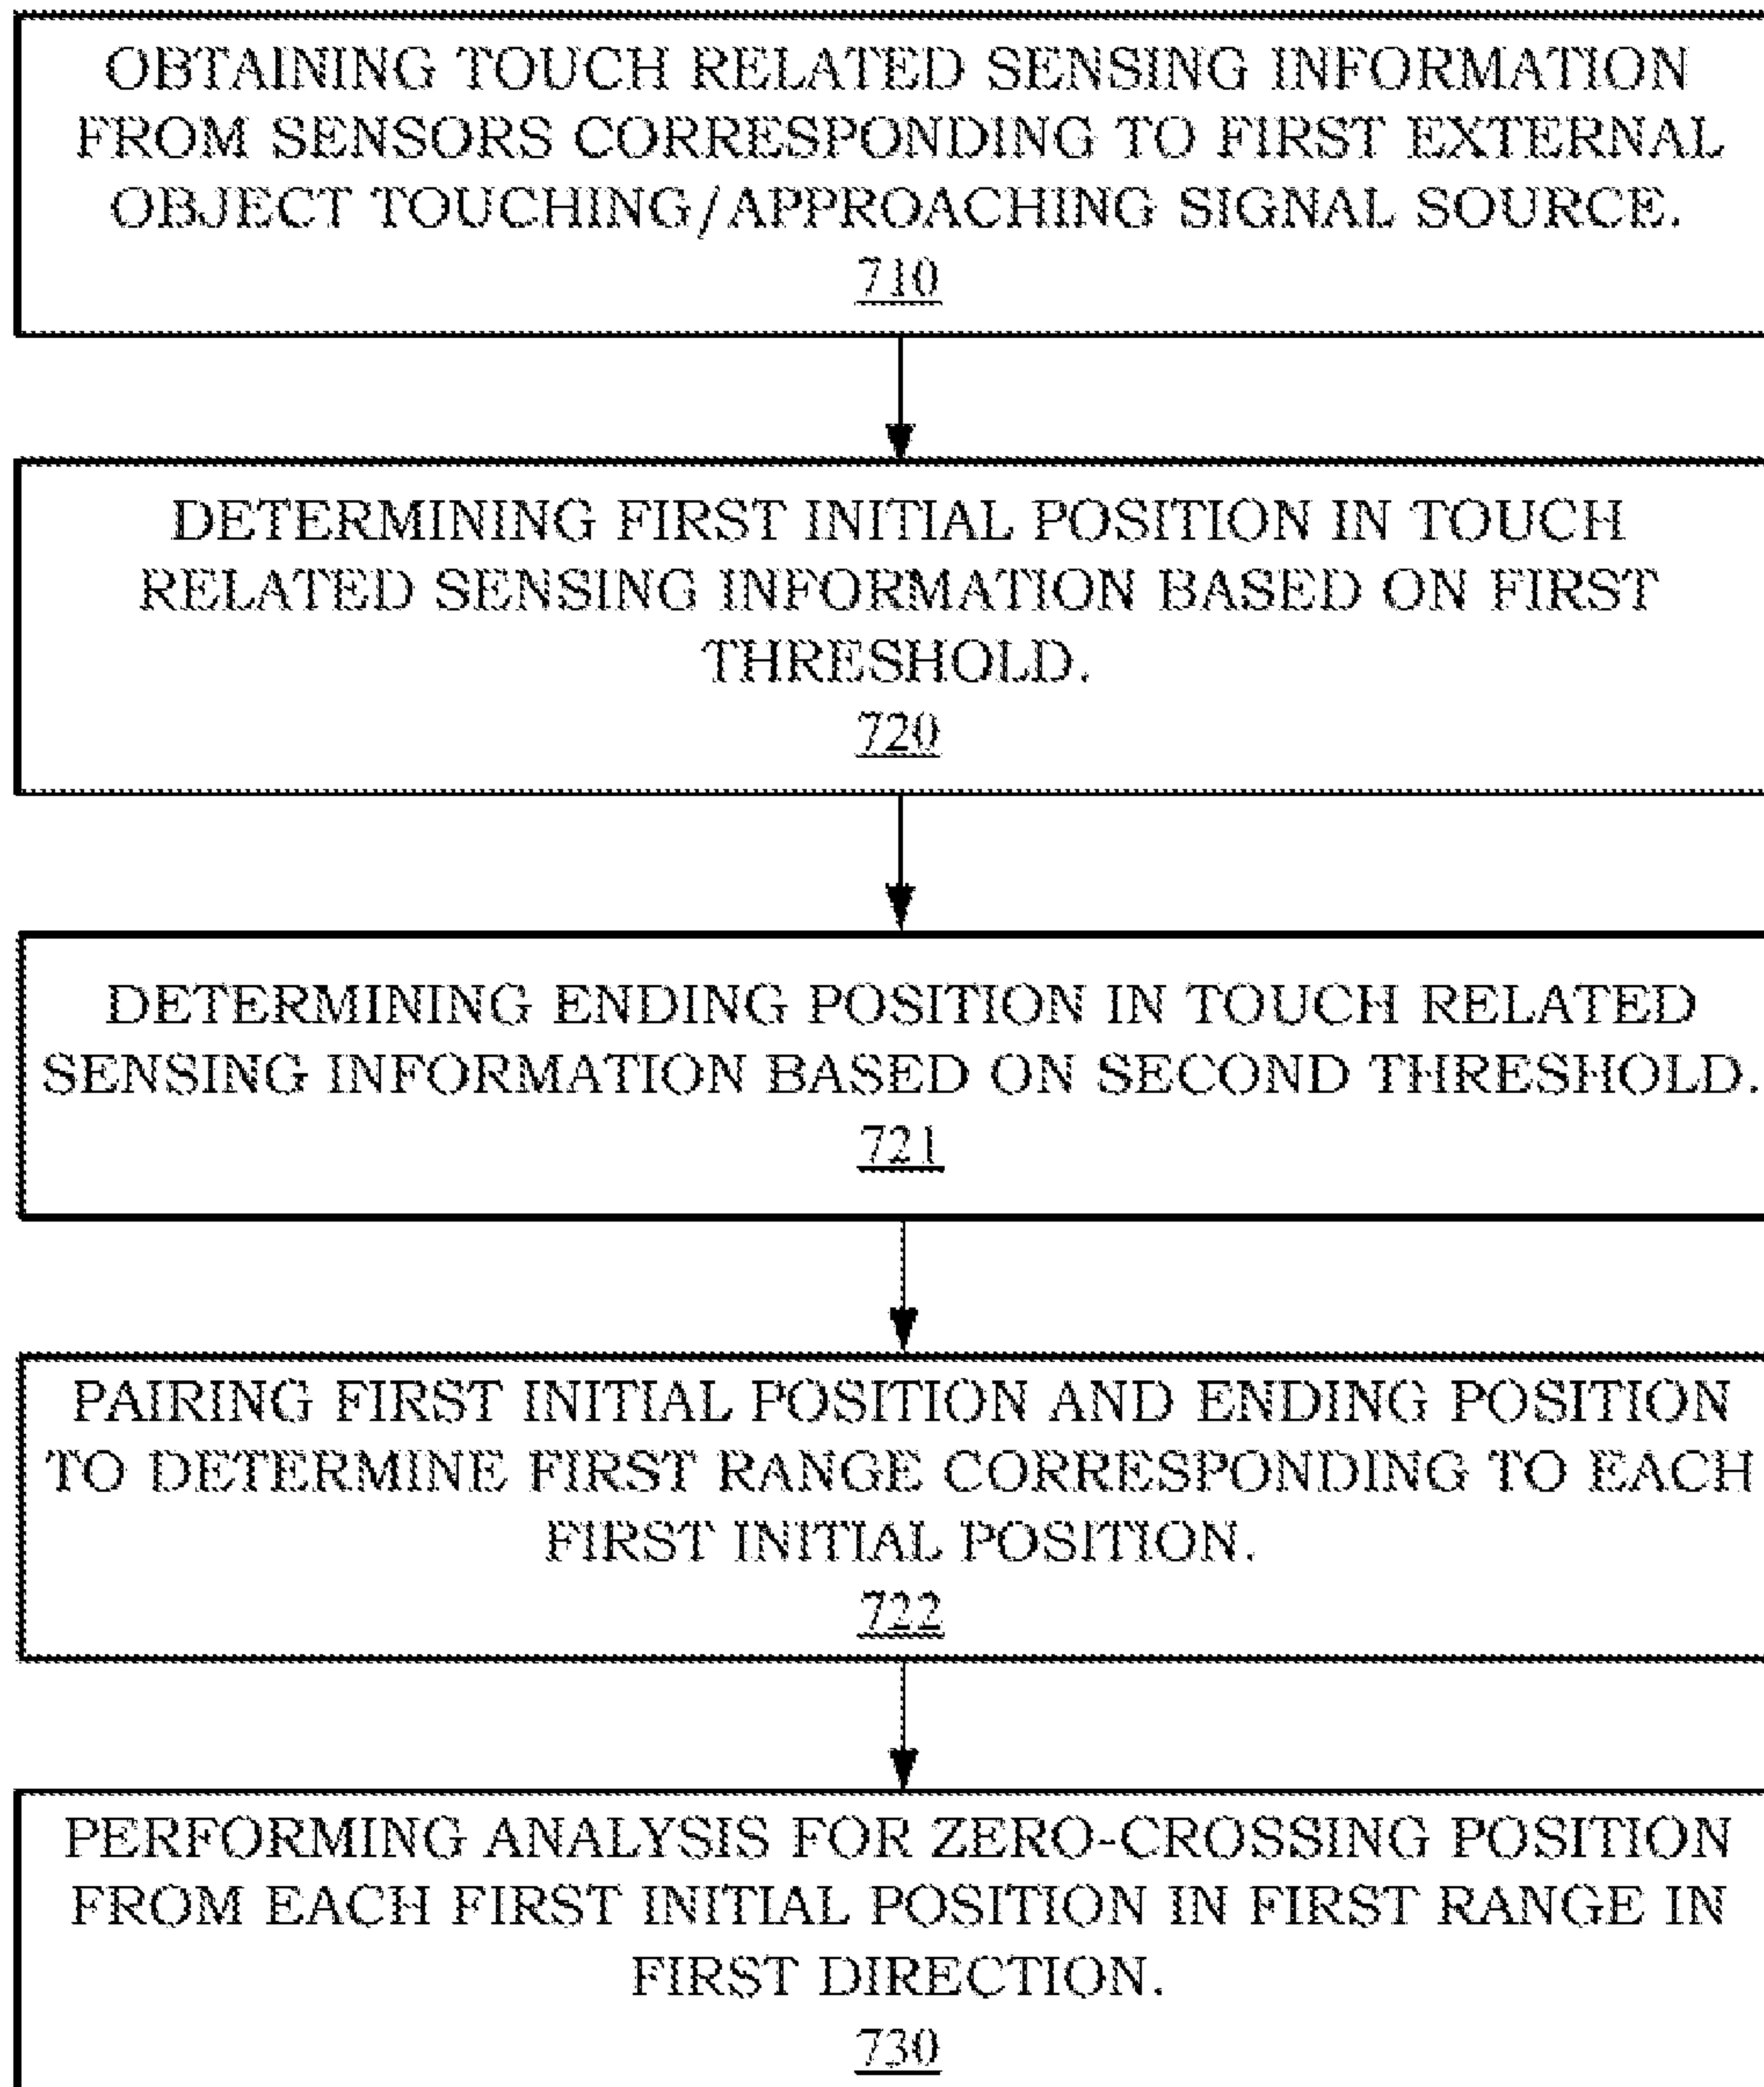 OBTAINING TOUCH RELATED SENSING INFORMATION
FROM SENSORS CORRESPONDING TO FIRST EXTERNAL
OBJECT TOUCHING/APPROACHING SIGNAL SOURCE.
710
DETERMINING FIRST INITIAL POSITION IN TOUCH
RELATED SENSING INFORMATION BASED ON FIRST
THRESHOLD.
720
DETERMINING ENDING POSITION IN TOUCH RELATED
SENSING INFORMATION BASED ON SECOND THRESHOLD.
721
PAIRING FIRST INITIAL POSITION AND ENDING POSITION
TO DETERMINE FIRST RANGE CORRESPONDING TO EACH
FIRST INITIAL POSITION.
722
PERFORMING ANALYSIS FOR ZERO-CROSSING POSITION
FROM EACH FIRST INITIAL POSITION IN FIRST RANGE IN
FIRST DIRECTION.
730